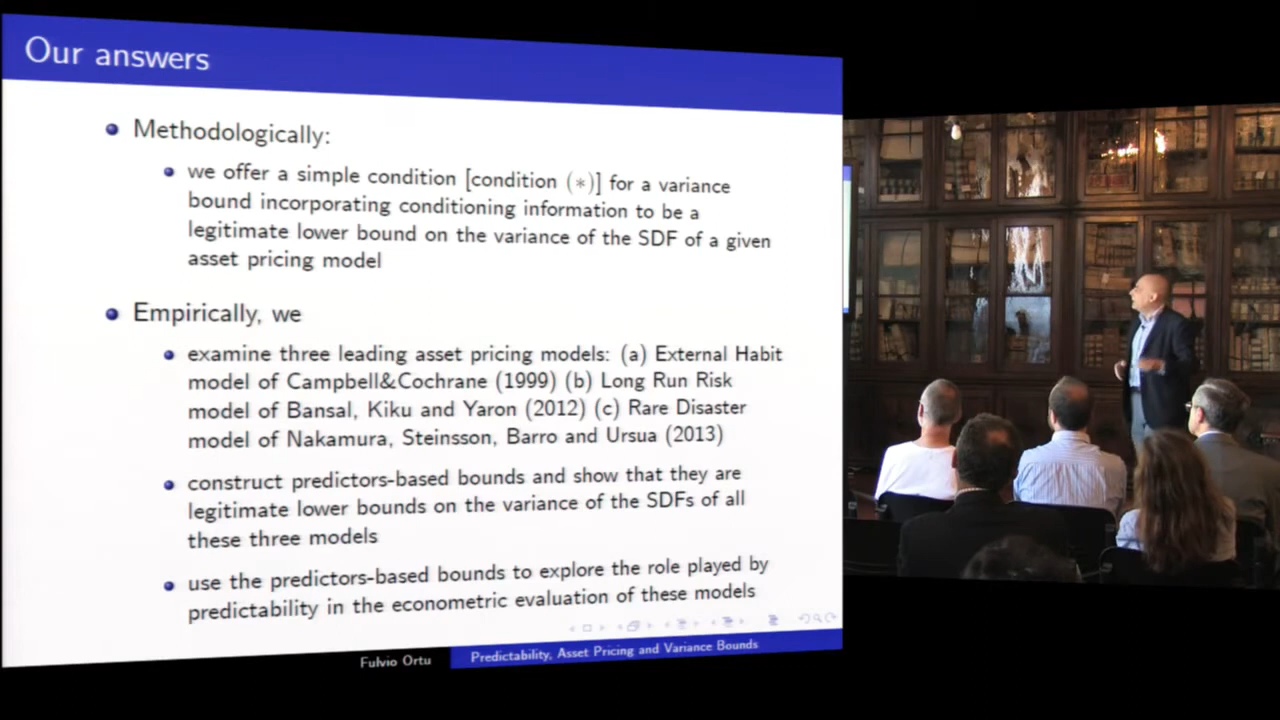 Our answers
Methodologically:
we offer a simple condition [condition (∗)] for a variance
bound incorporating conditioning information to be a
legitimate lower bound on the variance of the SDF of a given
asset pricing model
Empirically, we
examine three leading asset pricing models: (a) External Habit
model of Campbell&Cochrane (1999) (b) Long Run Risk
model of Bansal, Kiku and Yaron (2012) (c) Rare Disaster
model of Nakamura, Steinsson, Barro and Ursua (2013)
construct predictors-based bounds and show that they are
legitimate lower bounds on the variance of the SDFs of all
these three models
use the predictors-based bounds to explore the role played by
predictability in the econometric evaluation of these models
Fulvio Ortu
Predictability, Asset Pricing and Variance Bounds